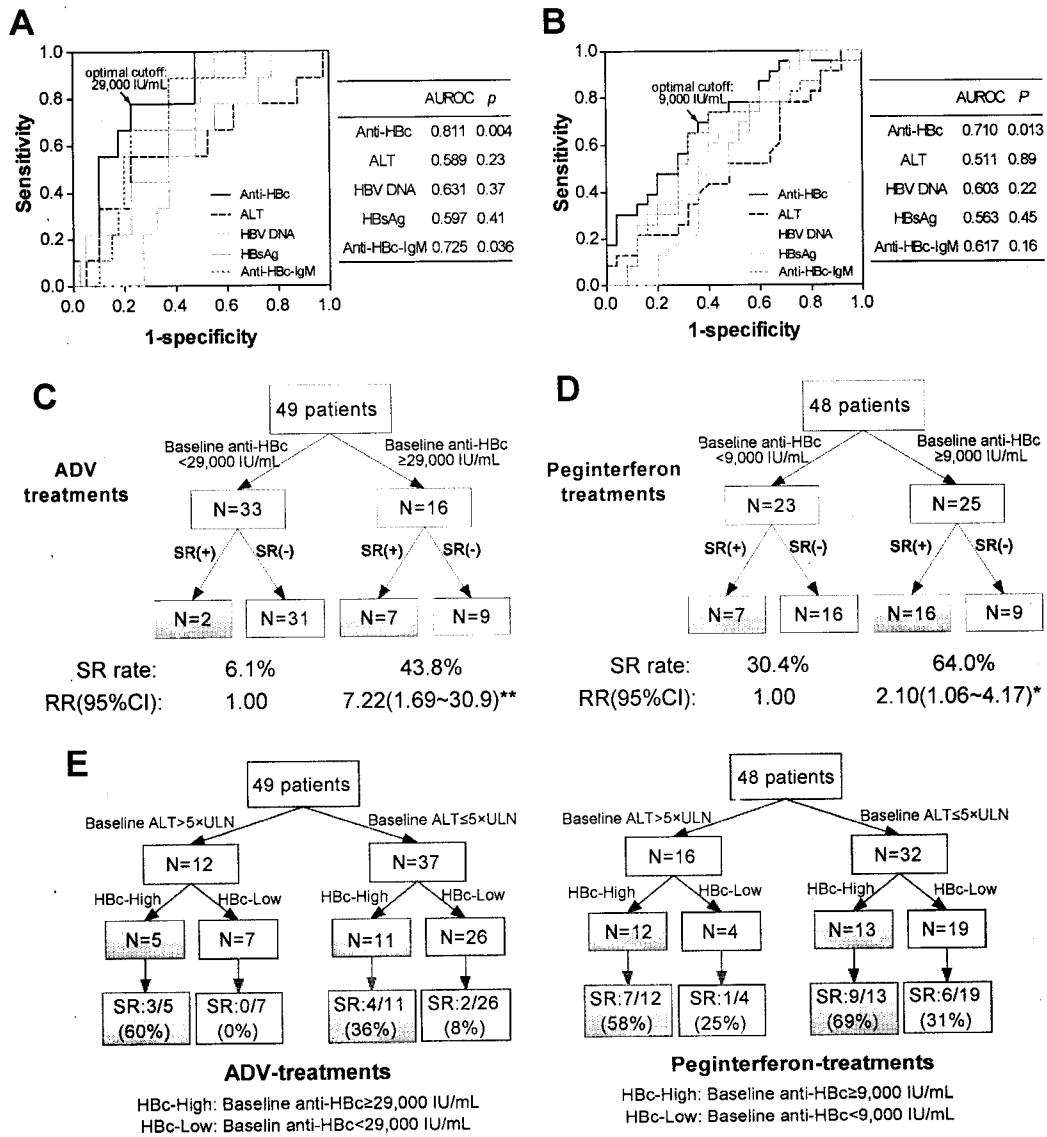 A
optimal cutoff:
29,000 IU/mL
Sensitivity
1.0
0.8
0.6
0.4
0.2
0.0
0.0 0.2 0.4 0.6 0.8 1.0
1-specificity
Anti-HBc
ALT
HBV DNA
HBsAg
Anti-HBc-IgM
AUROC p
Anti-HBc 0.811 0.004
ALT 0.589 0.23
HBV DNA 0.631 0.37
HBsAg 0.597 0.41
Anti-HBc-IgM 0.725 0.036
B
optimal cutoff:
9,000 IU/mL
Sensitivity
1.0
0.8
0.6
0.4
0.2
0.0
0.0 0.2 0.4 0.6 0.8 1.0
1-specificity
Anti-HBc
ALT
HBV DNA
HBsAg
Anti-HBc-IgM
AUROC P
Anti-HBc 0.710 0.013
ALT 0.511 0.89
HBV DNA 0.603 0.22
HBsAg 0.563 0.45
Anti-HBc-IgM 0.617 0.16
C
49 patients
ADV
treatments
Baseline anti-HBc
<29,000 IU/mL
Baseline anti-HBc
≥29,000 IU/mL
N=33 N=16
SR(+) SR(-) SR(+) SR(-)
N=2 N=31 N=7 N=9
SR rate: 6.1% 43.8%
RR(95%CI): 1.00 7.22(1.69~30.9)**
D
48 patients
Peginterferon
treatments
Baseline anti-HBc
<9,000 IU/mL
Baseline anti-HBc
≥9,000 IU/mL
N=23 N=25
SR(+) SR(-) SR(+) SR(-)
N=7 N=16 N=16 N=9
SR rate: 30.4% 64.0%
RR(95%CI): 1.00 2.10(1.06~4.17)*
E
49 patients
Baseline ALT>5×ULN Baseline ALT≤5×ULN
N=12 N=37
HBc-High HBc-Low HBc-High HBc-Low
N=5 N=7 N=11 N=26
SR:3/5 SR:0/7 SR:4/11 SR:2/26
(60%) (0%) (36%) (8%)
ADV-treatments
HBc-High: Baseline anti-HBc≥29,000 IU/mL
HBc-Low: Baselin anti-HBc<29,000 IU/mL
48 patients
Baseline ALT>5×ULN Baseline ALT≤5×ULN
N=16 N=32
HBc-High HBc-Low HBc-High HBc-Low
N=12 N=4 N=13 N=19
SR:7/12 SR:1/4 SR:9/13 SR:6/19
(58%) (25%) (69%) (31%)
Peginterferon-treatments
HBc-High: Baseline anti-HBc≥9,000 IU/mL
HBc-Low: Baseline anti-HBc<9,000 IU/mL